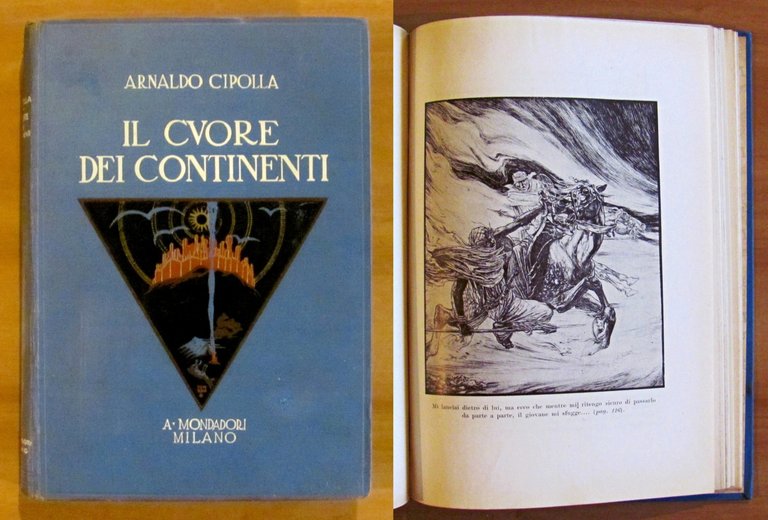 ARNALDO CIPOLLA
IL CVORE
DEI CONTINENTI
A. MONDADORI
MILANO
Mi lanciai dietro di lui, ma ecco che mentre mi ritengo sicuro di passarlo
da parte a parte, il giovane mi sfugge.... (pag. 126).